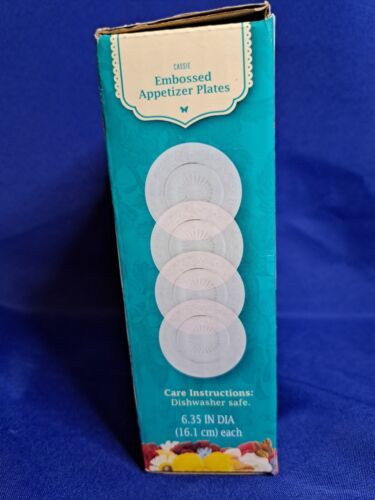 CASSIE
Embossed
Appetizer Plates
Care Instructions:
Dishwasher safe.
6.35 IN DIA
(16.1 cm) each